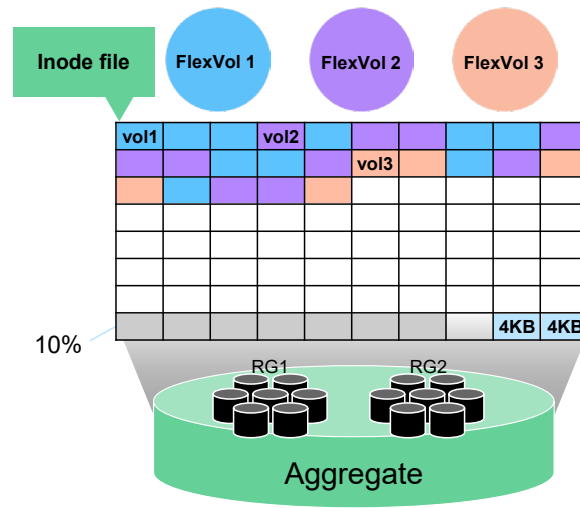 Inode file
FlexVol 1
FlexVol 2
FlexVol 3
vol1
vol2
vol3
4KB
4KB
10%
RG1
RG2
Aggregate